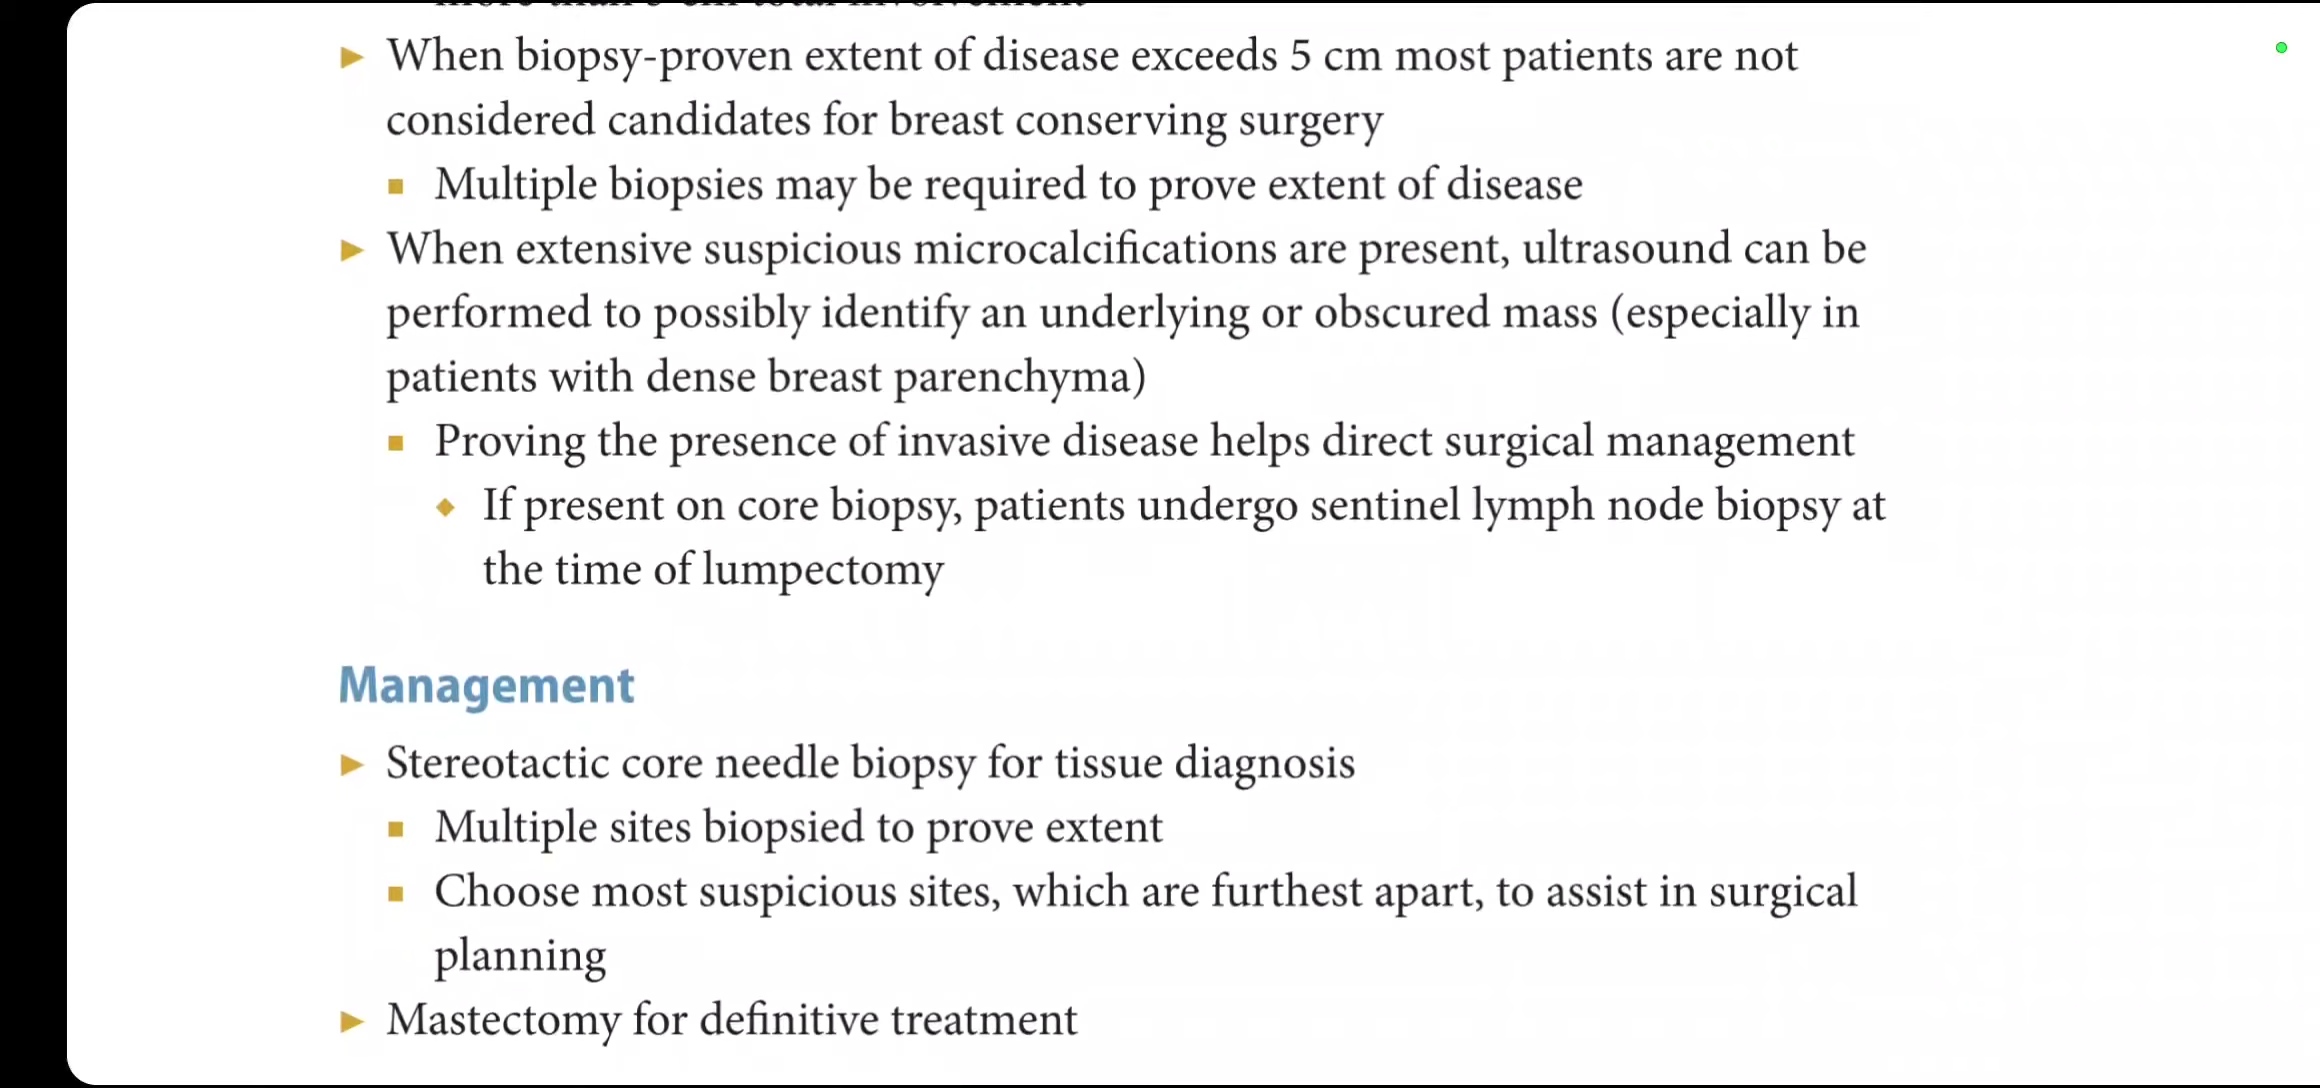 ► When biopsy-proven extent of disease exceeds 5 cm most patients are not
considered candidates for breast conserving surgery
■ Multiple biopsies may be required to prove extent of disease
► When extensive suspicious microcalcifications are present, ultrasound can be
performed to possibly identify an underlying or obscured mass (especially in
patients with dense breast parenchyma)
■ Proving the presence of invasive disease helps direct surgical management
◆ If present on core biopsy, patients undergo sentinel lymph node biopsy at
the time of lumpectomy
Management
► Stereotactic core needle biopsy for tissue diagnosis
■ Multiple sites biopsied to prove extent
■ Choose most suspicious sites, which are furthest apart, to assist in surgical
planning
► Mastectomy for definitive treatment